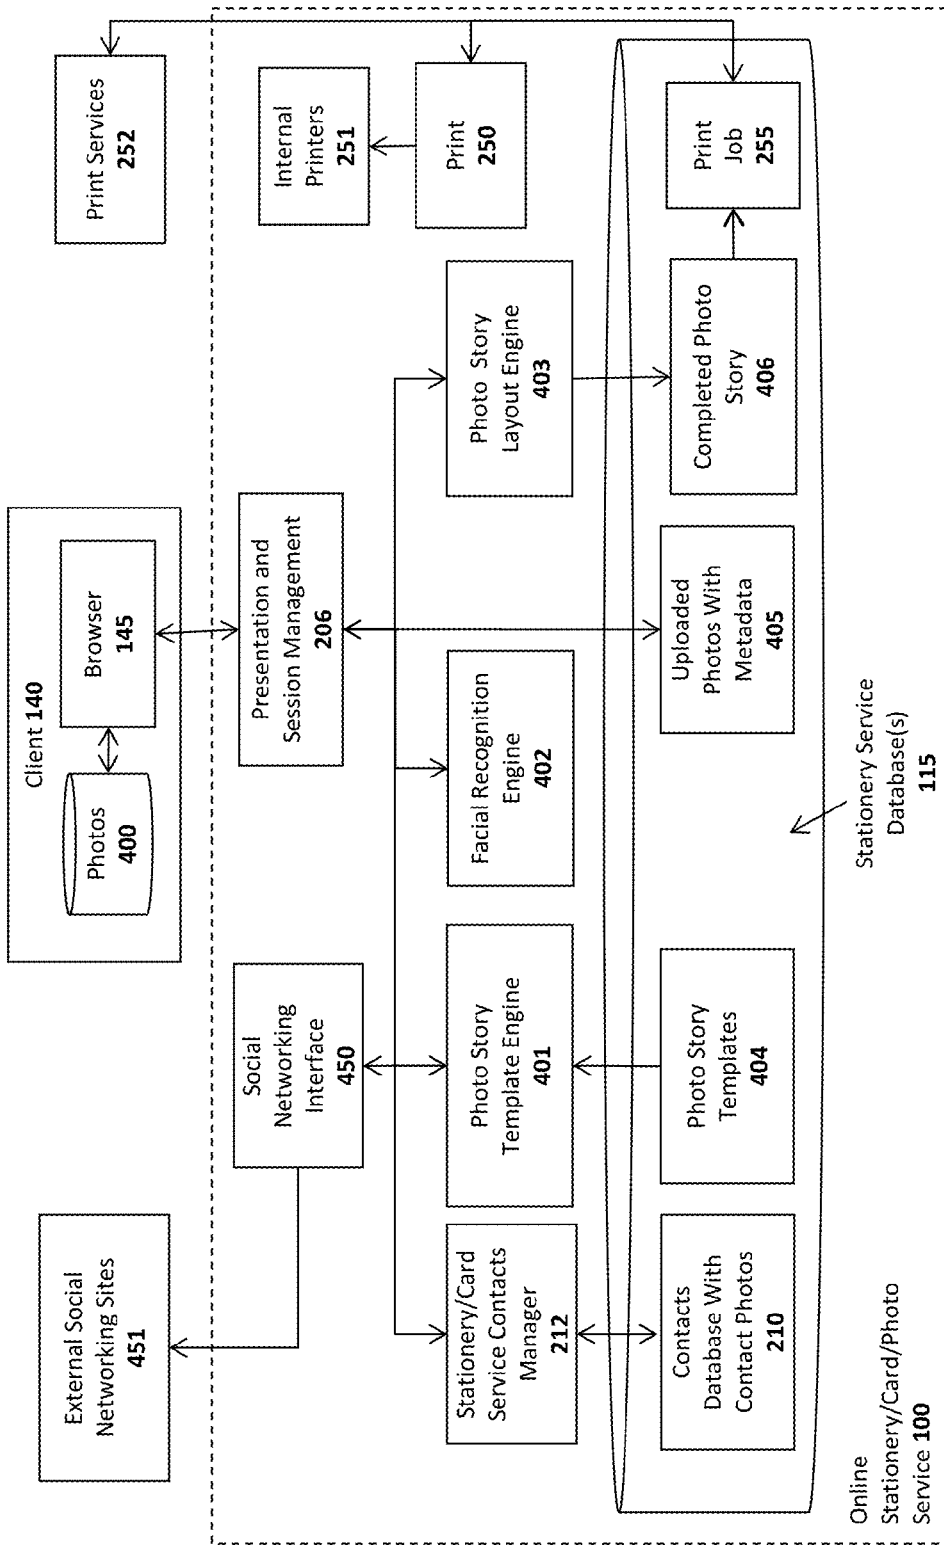 External Social
Networking Sites
451
Client 140
Photos
400
Browser
145
Print Services
252
Social
Networking
Interface
450
Presentation and
Session Management
206
Internal
Printers
251
Stationery/Card
Service Contacts
Manager
212
Photo Story
Template Engine
401
Facial Recognition
Engine
402
Photo Story
Layout Engine
403
Print
250
Contacts
Database With
Contact Photos
210
Photo Story
Templates
404
Uploaded
Photos With
Metadata
405
Completed Photo
Story
406
Print
Job
255
Online
Stationery/Card/Photo
Service 100
Stationery Service
Database(s)
115